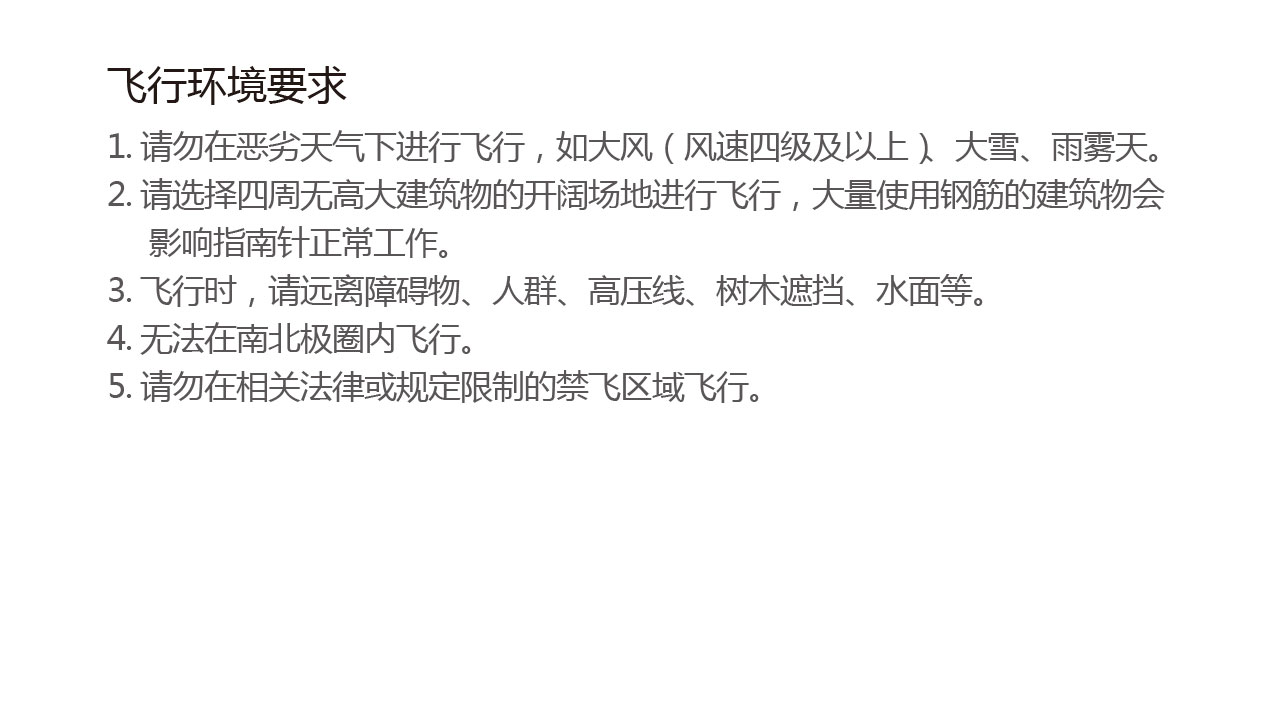 飞行环境要求
1. 请勿在恶劣天气下进行飞行，如大风（风速四级及以上）、大雪、雨雾天。
2. 请选择四周无高大建筑物的开阔场地进行飞行，大量使用钢筋的建筑物会
影响指南针正常工作。
3. 飞行时，请远离障碍物、人群、高压线、树木遮挡、水面等。
4. 无法在南北极圈内飞行。
5. 请勿在相关法律或规定限制的禁飞区域飞行。